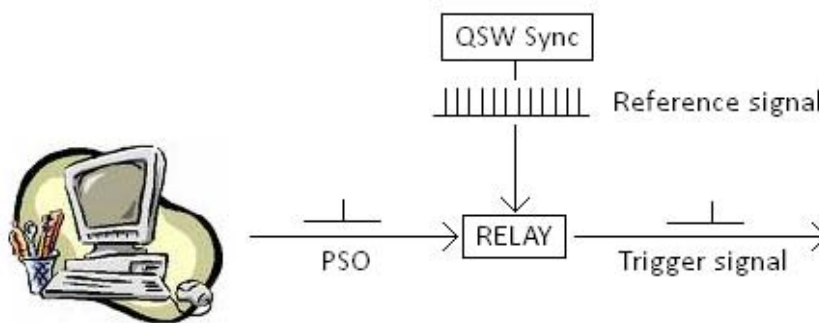 QSW Sync
Reference signal
PSO
RELAY
Trigger signal